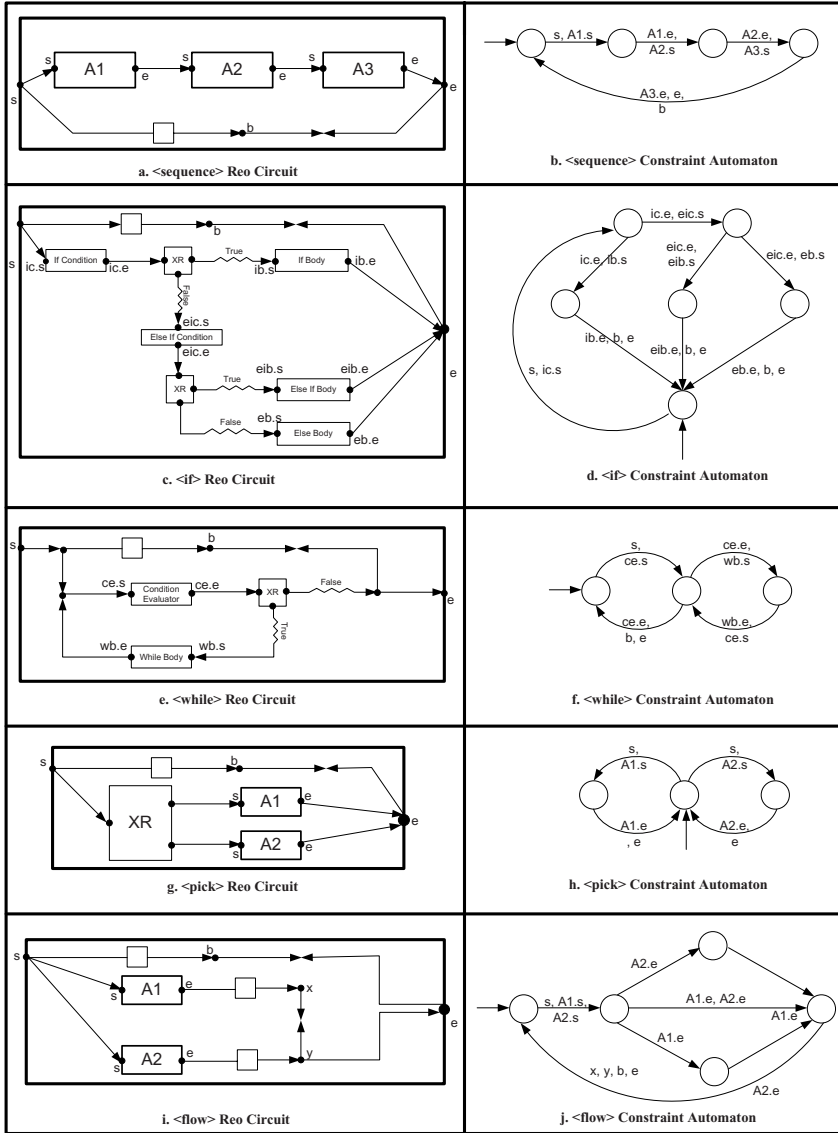 s
s
A1
e
s
A2
e
s
A3
e
e
b
a. <sequence> Reo Circuit
s, A1.s
A1.e,
A2.s
A2.e,
A3.s
A3.e, e,
b
b. <sequence> Constraint Automaton
b
s
ic.s
If Condition
ic.e
XR
True
ib.s
If Body
ib.e
False
eic.s
Else If Condition
eic.e
XR
True
eib.s
Else If Body
eib.e
e
False
eb.s
Else Body
eb.e
c. <if> Reo Circuit
ic.e, eic.s
ic.e, ib.s
eic.e,
eib.s
eic.e, eb.s
ib.e, b, e
eib.e, b, e
eb.e, b, e
s, ic.s
d. <if> Constraint Automaton
s
b
ce.s
Condition
Evaluator
ce.e
XR
False
e
True
wb.e
While Body
wb.s
e. <while> Reo Circuit
s,
ce.s
ce.e,
wb.s
ce.e,
b, e
wb.e,
ce.s
f. <while> Constraint Automaton
s
b
XR
s
A1
e
s
A2
e
e
g. <pick> Reo Circuit
s,
A1.s
s,
A2.s
A1.e
, e
A2.e,
e
h. <pick> Constraint Automaton
s
b
s
A1
e
x
s
A2
e
y
e
i. <flow> Reo Circuit
A2.e
s, A1.s,
A2.s
A1.e, A2.e
A1.e
A1.e
x, y, b, e
A2.e
j. <flow> Constraint Automaton